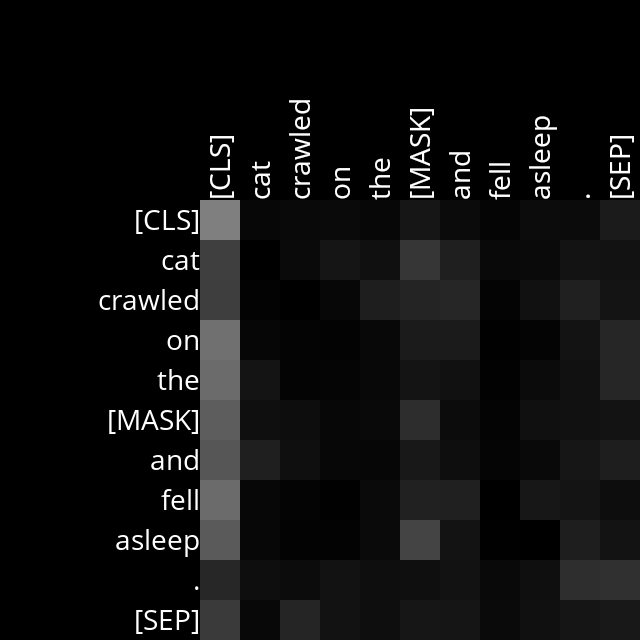 [CLS]
cat
crawled
on
the
[MASK]
and
fell
asleep
.
[SEP]
[CLS]
cat
crawled
on
the
[MASK]
and
fell
asleep
.
[SEP]